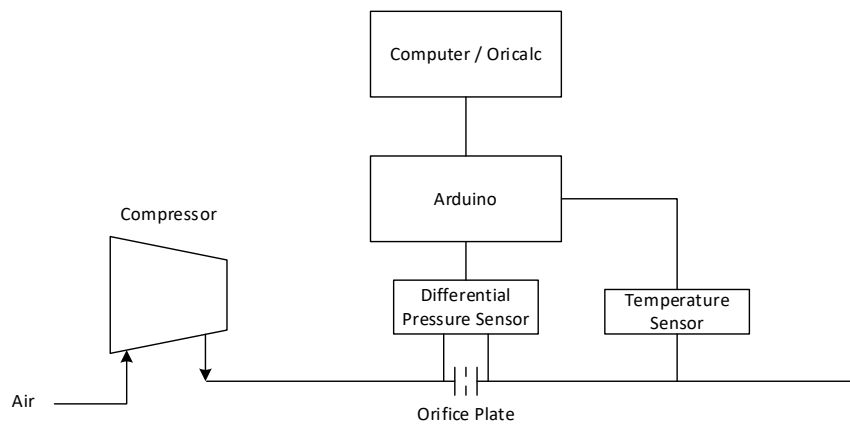 Computer / Oricalc
Arduino
Compressor
Differential
Pressure Sensor
Temperature
Sensor
Air
Orifice Plate